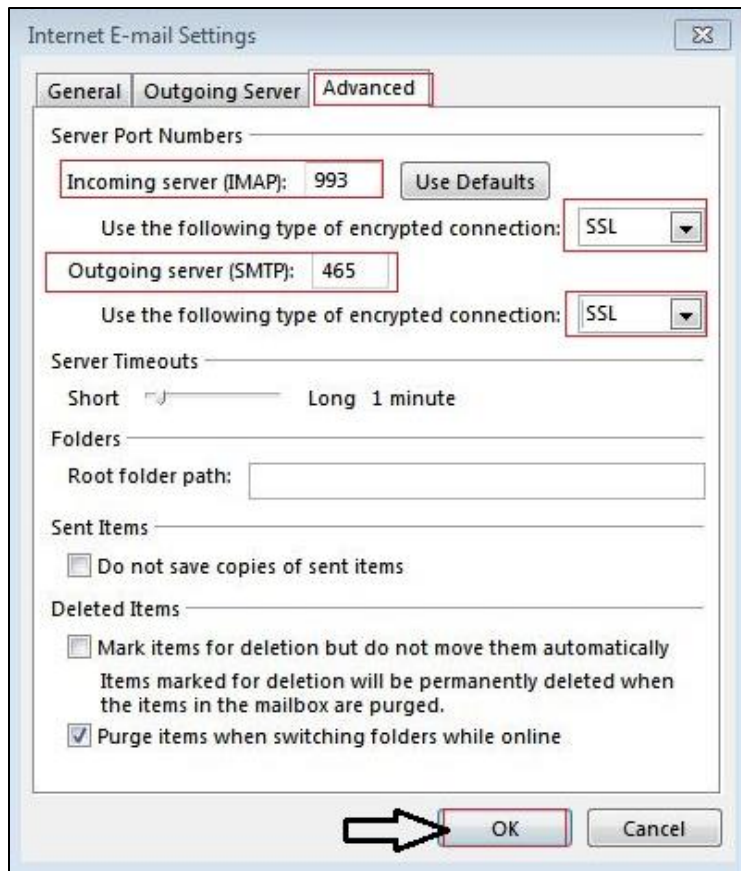 Internet E-mail Settings
General Outgoing Server Advanced
Server Port Numbers
Incoming server (IMAP): 993 Use Defaults
Use the following type of encrypted connection: SSL
Outgoing server (SMTP): 465
Use the following type of encrypted connection: SSL
Server Timeouts
Short Long 1 minute
Folders
Root folder path:
Sent Items
Do not save copies of sent items
Deleted Items
Mark items for deletion but do not move them automatically
Items marked for deletion will be permanently deleted when
the items in the mailbox are purged.
Purge items when switching folders while online
OK Cancel